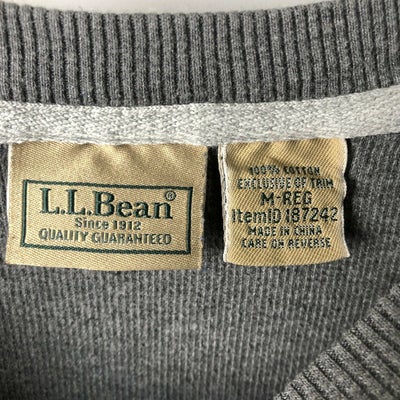 L.L.Bean®
Since 1912
QUALITY GUARANTEED
100% COTTON
EXCLUSIVE OF TRIM
M-REG
ItemID 187242
MADE IN CHINA
CARE ON REVERSE